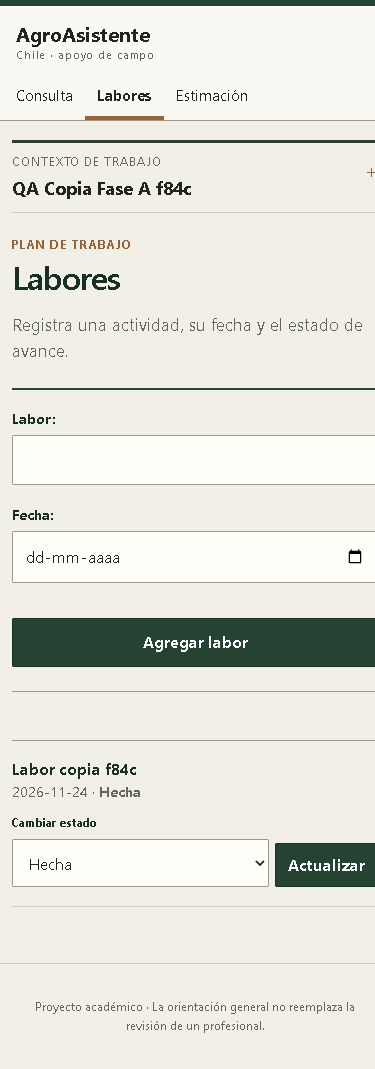 AgroAsistente
Chile · apoyo de campo
Consulta Labores Estimación
CONTEXTO DE TRABAJO
QA Copia Fase A f84c
+
PLAN DE TRABAJO
Labores
Registra una actividad, su fecha y el estado de
avance.
Labor:
Fecha:
dd-mm-aaaa
Agregar labor
Labor copia f84c
2026-11-24 · Hecha
Cambiar estado
Hecha Actualizar
Proyecto académico · La orientación general no reemplaza la
revisión de un profesional.